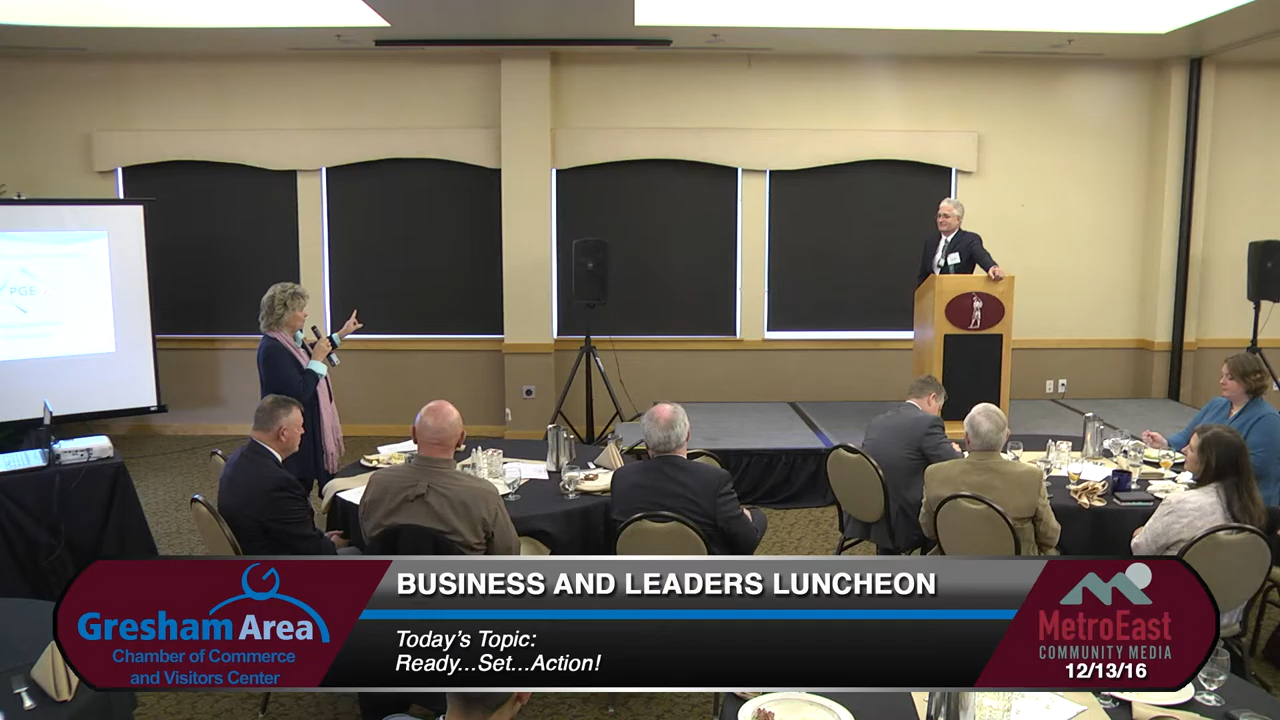 PGE
BUSINESS AND LEADERS LUNCHEON
Gresham Area
Chamber of Commerce
and Visitors Center
Today's Topic:
Ready...Set...Action!
MetroEast
COMMUNITY MEDIA
12/13/16